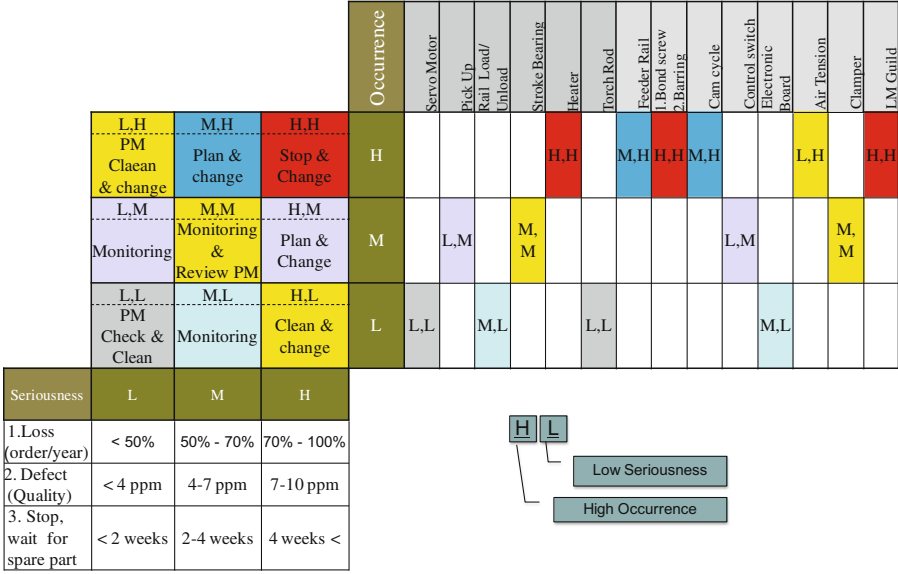 Occurrence
Servo Motor
Pick Up
Rail Load/
Unload
Stroke Bearing
Heater
Torch Rod
Feeder Rail
1.Bond screw
2.Barring
Cam cycle
Control switch
Electronic
Board
Air Tension
Clamper
LM Guild
L,H
PM
Claean
& change
M,H
Plan &
change
H,H
Stop &
Change
H
H,H
M,H
H,H
M,H
L,H
H,H
L,M
Monitoring
M,M
Monitoring
&
Review PM
H,M
Plan &
Change
M
L,M
M,
M
L,M
M,
M
L,L
PM
Check &
Clean
M,L
Monitoring
H,L
Clean &
change
L
L,L
M,L
L,L
M,L
Seriousness
L
M
H
1.Loss
(order/year)
< 50%
50% - 70%
70% - 100%
2. Defect
(Quality)
< 4 ppm
4-7 ppm
7-10 ppm
3. Stop,
wait for
spare part
< 2 weeks
2-4 weeks
4 weeks <
H L
Low Seriousness
High Occurrence